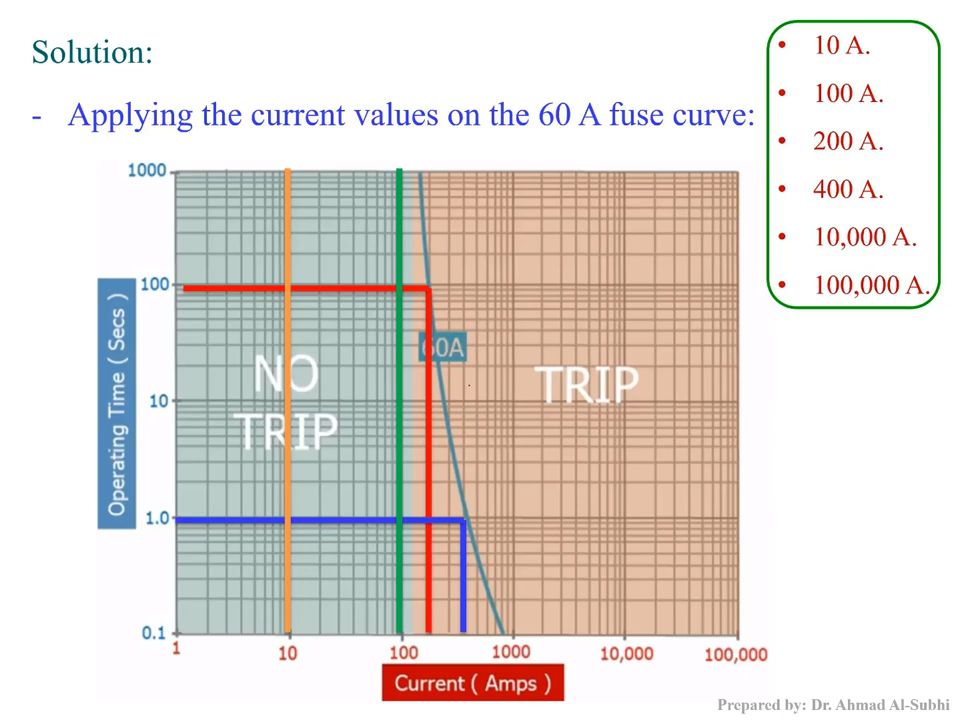 Solution:
- Applying the current values on the 60 A fuse curve:
• 10 A.
• 100 A.
• 200 A.
• 400 A.
• 10,000 A.
• 100,000 A.
1000
100
10
1.0
0.1
Operating Time ( Secs )
NO
TRIP
60A
TRIP
1 10 100 1000 10,000 100,000
Current ( Amps )
Prepared by: Dr. Ahmad Al-Subhi